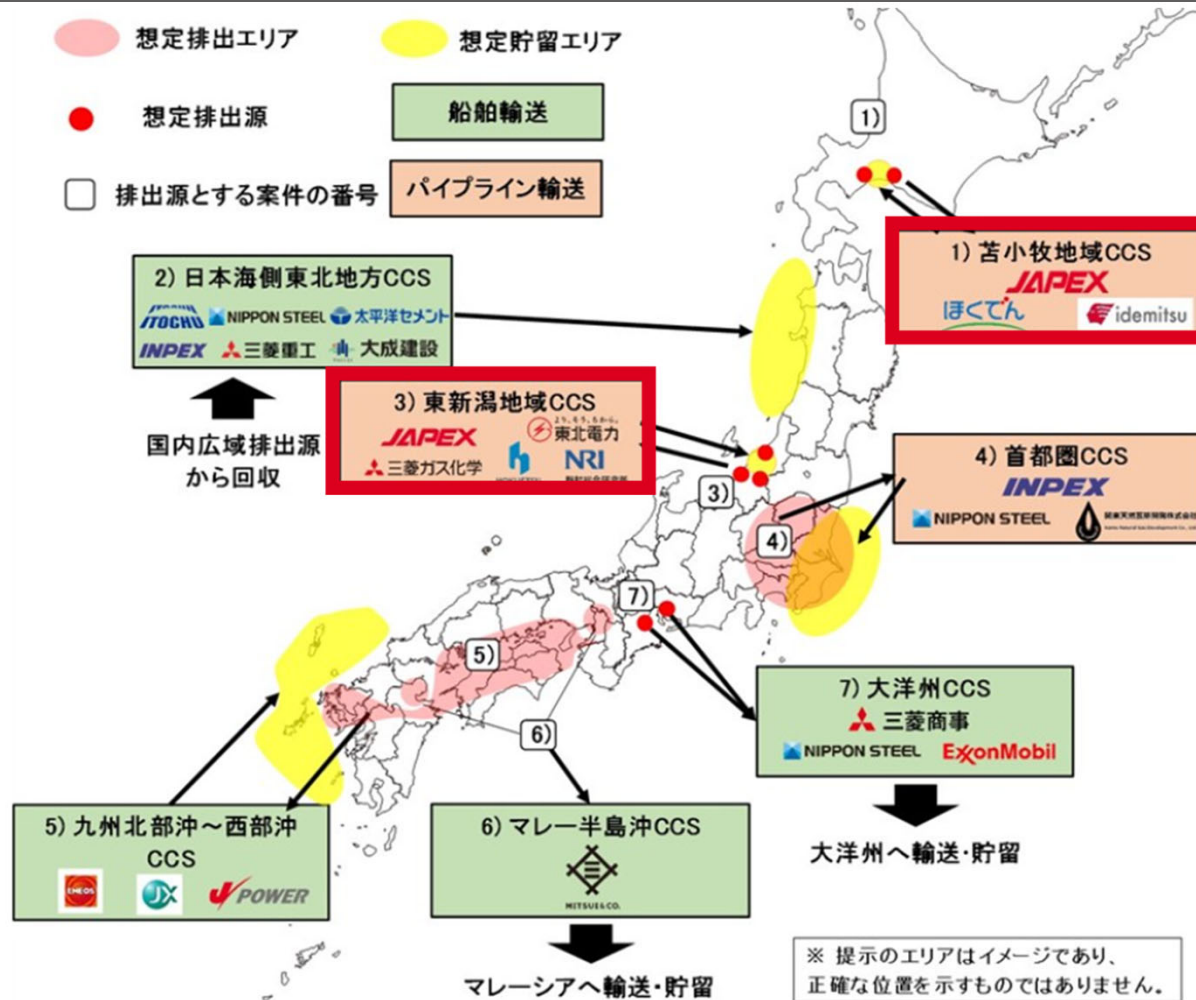 想定排出エリア
想定貯留エリア
想定排出源
船舶輸送
排出源とする案件の番号
パイプライン輸送
1)
1) 苫小牧地域CCS
JAPEX
ほくでん
idemitsu
2) 日本海側東北地方CCS
ITOCHU
NIPPON STEEL
太平洋セメント
INPEX
三菱重工
大成建設
国内広域排出源
から回収
3) 東新潟地域CCS
JAPEX
より、そう、ちから。
東北電力
三菱ガス化学
NRI
3)
4) 首都圏CCS
INPEX
NIPPON STEEL
4)
7)
5)
6)
7) 大洋州CCS
三菱商事
NIPPON STEEL
ExxonMobil
大洋州へ輸送・貯留
5) 九州北部沖～西部沖
CCS
ENEOS
JX
J POWER
6) マレー半島沖CCS
MITSUI & CO.
マレーシアへ輸送・貯留
※ 提示のエリアはイメージであり、
正確な位置を示すものではありません。